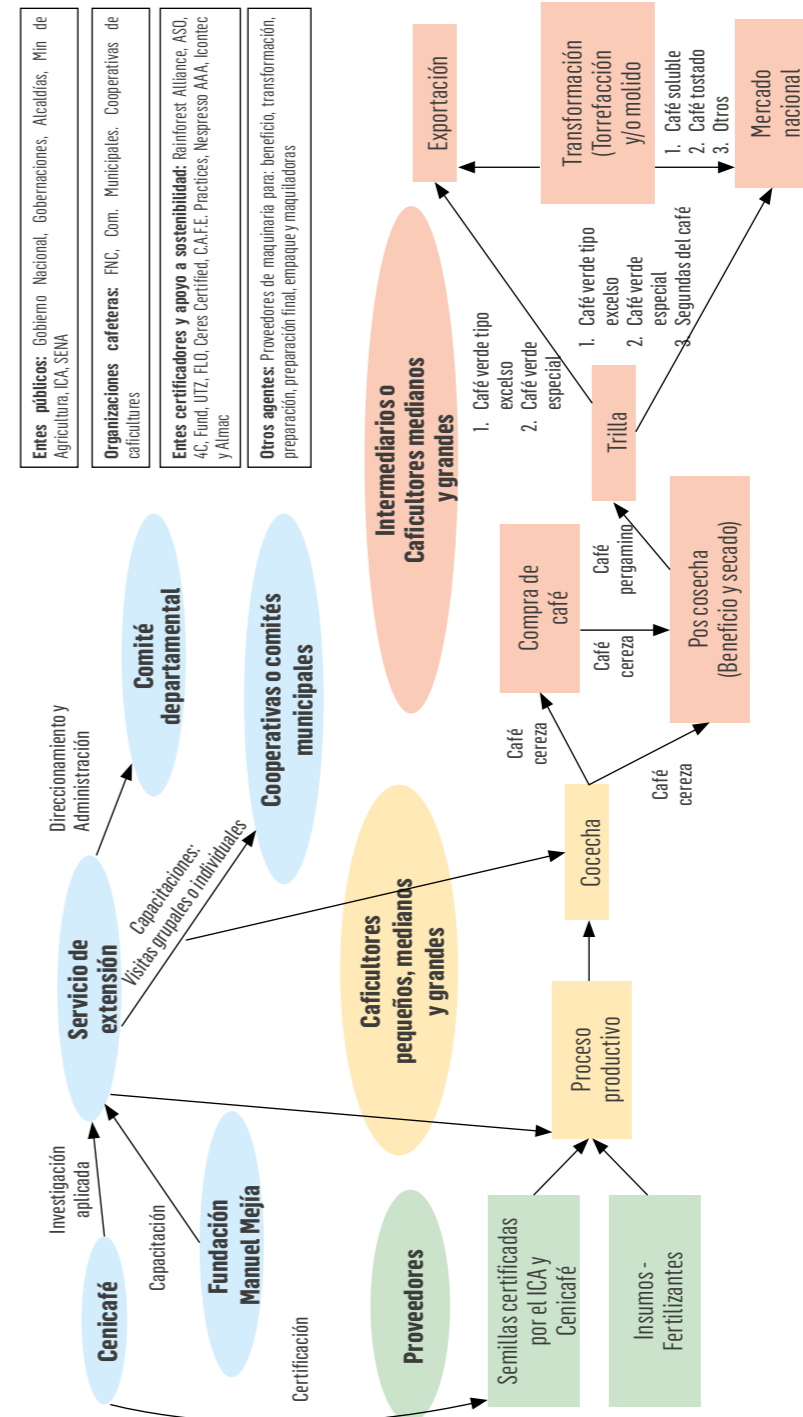 Entes públicos: Gobierno Nacional, Gobernaciones, Alcaldías, Min de
Agricultura, ICA, SENA
Organizaciones cafeteras: FNC, Com. Municipales. Cooperativas de
caficultures
Entes certificadores y apoyo a sostenibilidad: Rainforest Alliance, ASO,
4C, Fund, UTZ, FLO, Ceres Certified, C.A.F.E. Practices, Nespresso AAA, Icontec
y Almac
Otros agentes: Proveedores de maquinaria para: beneficio, transformación,
preparación, preparación final, empaque y maquiladoras
Cenicafé
Investigación
aplicada
Capacitación
Fundación
Manuel Mejía
Certificación
Servicio de
extensión
Direccionamiento y
Administración
Comité
departamental
Capacitaciones:
Visitas grupales o individuales
Cooperativas o comités
municipales
Proveedores
Caficultores
pequeños, medianos
y grandes
Intermediarios o
Caficultores medianos
y grandes
Semillas certificadas
por el ICA y
Cenicafé
Insumos -
Fertilizantes
Proceso
productivo
Cocecha
Café
cereza
Café
cereza
Compra de
café
Café
cereza
Pos cosecha
(Beneficio y secado)
Café
pergamino
Trilla
1. Café verde tipo
excelso
2. Café verde
especial
1. Café verde tipo
excelso
2. Café verde
especial
3. Segundas del café
Exportación
Transformación
(Torrefacción
y/o molido
1. Café soluble
2. Café tostado
3. Otros
Mercado
nacional